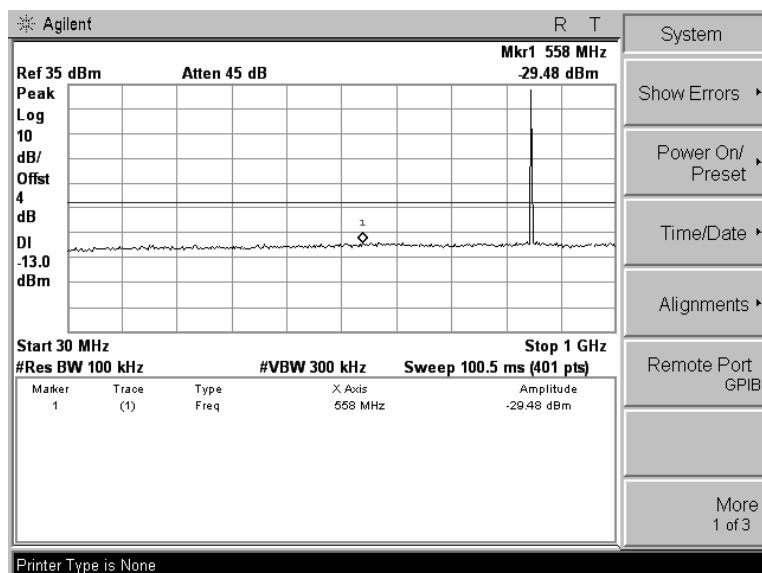 Agilent
R T
Mkr1 558 MHz
Ref 35 dBm
Atten 45 dB
-29.48 dBm
Peak
Log
10
dB/
Offst
4
dB
DI
-13.0
dBm
1
Start 30 MHz
Stop 1 GHz
#Res BW 100 kHz
#VBW 300 kHz
Sweep 100.5 ms (401 pts)
Marker Trace Type X Axis Amplitude
1 (1) Freq 558 MHz -29.48 dBm
Printer Type is None
System
Show Errors
Power On/
Preset
Time/Date
Alignments
Remote Port
GPIB
More
1 of 3